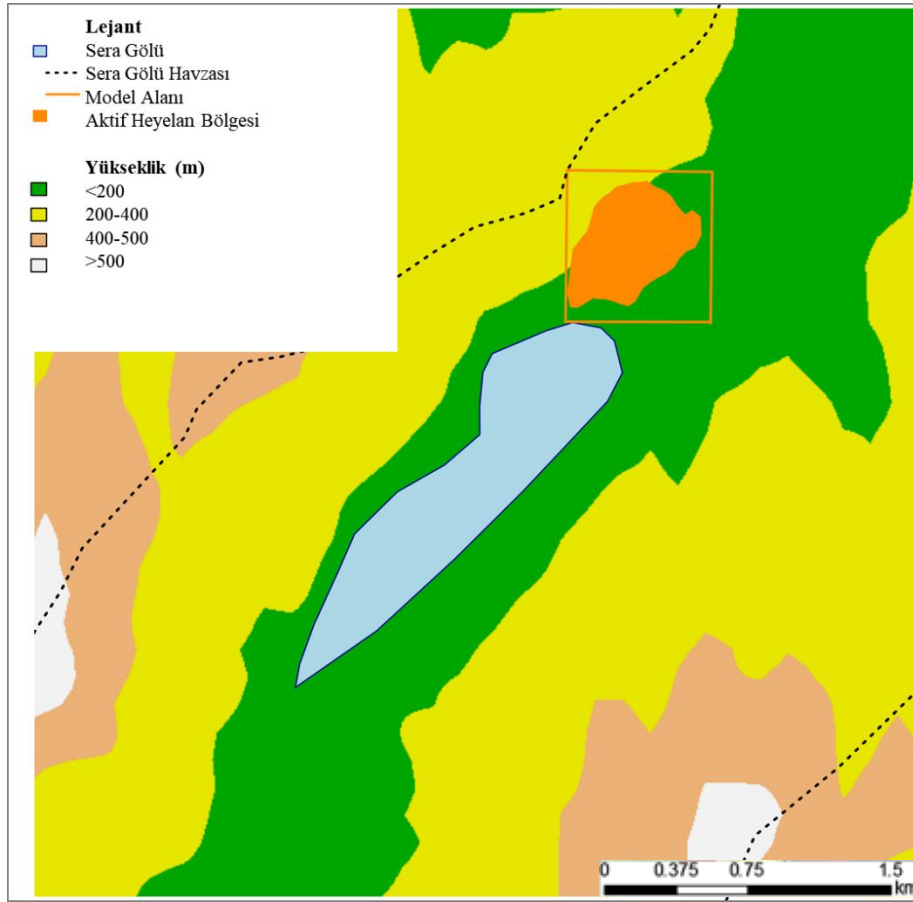 Lejant
Sera Gölü
Sera Gölü Havzası
Model Alanı
Aktif Heyelan Bölgesi
Yükseklik (m)
<200
200-400
400-500
>500
0 0.375 0.75 1.5
km